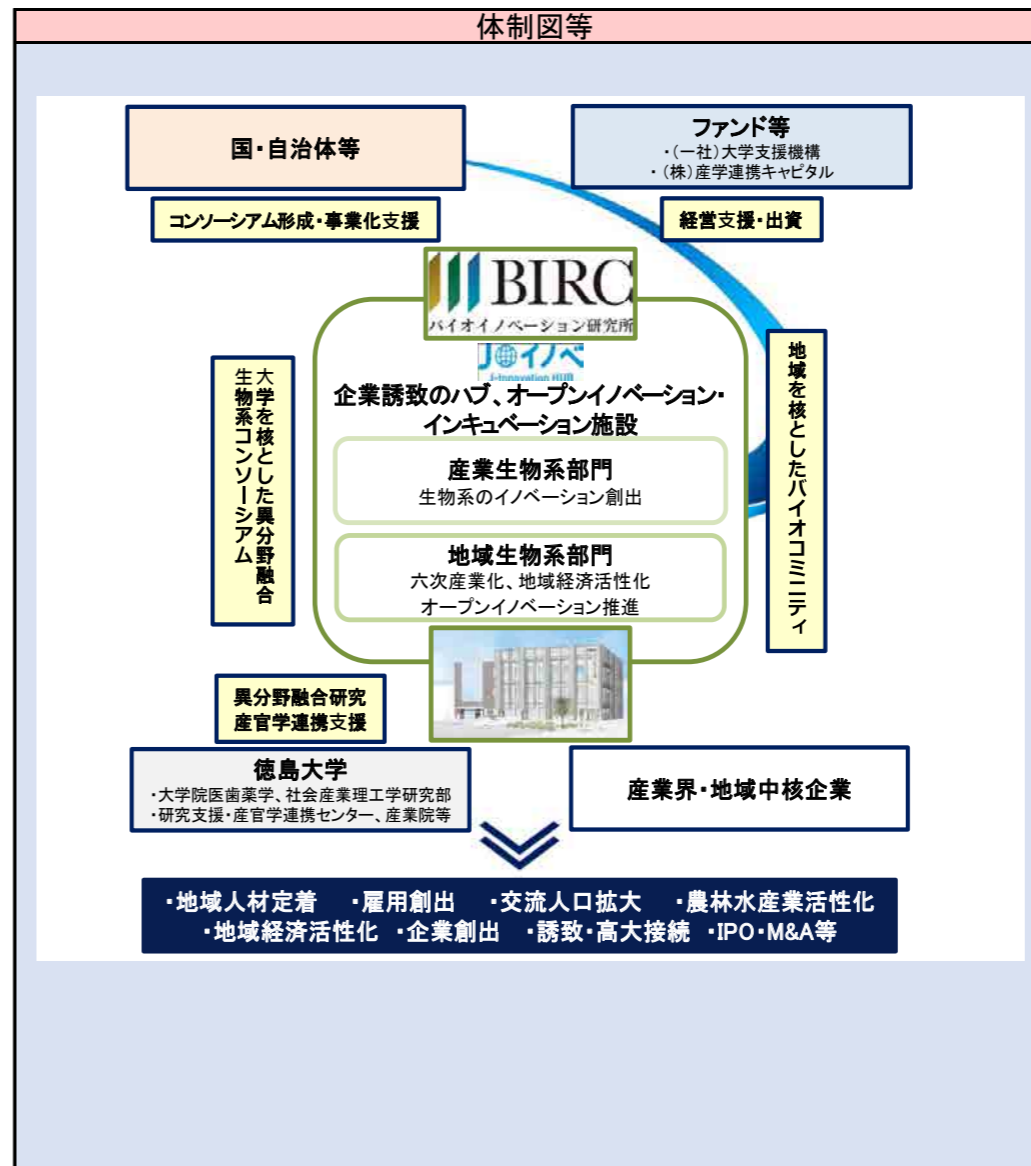 体制図等
国・自治体等
ファンド等
・(一社)大学支援機構
・(株)産学連携キャピタル
コンソーシアム形成・事業化支援
経営支援・出資
BIRC
バイオイノベーション研究所
J イノベ
J-Innovation HUB
企業誘致のハブ、オープンイノベーション・
インキュベーション施設
大学を核とした異分野融合
生物系コンソーシアム
産業生物系部門
生物系のイノベーション創出
地域生物系部門
六次産業化、地域経済活性化
オープンイノベーション推進
地域を核としたバイオコミニティ
異分野融合研究
産官学連携支援
徳島大学
・大学院医歯薬学、社会産業理工学研究部
・研究支援・産官学連携センター、産業院等
産業界・地域中核企業
・地域人材定着 ・雇用創出 ・交流人口拡大 ・農林水産業活性化
・地域経済活性化 ・企業創出 ・誘致・高大接続 ・IPO・M&A等